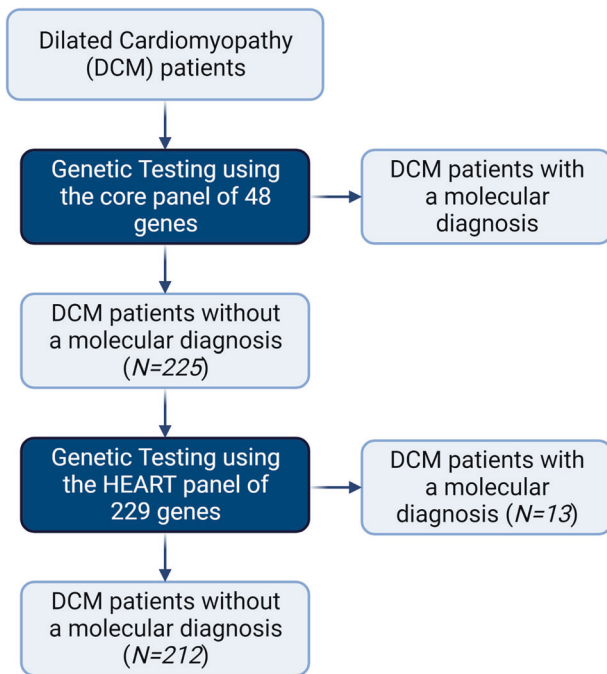 Dilated Cardiomyopathy
(DCM) patients
Genetic Testing using
the core panel of 48
genes
DCM patients with
a molecular
diagnosis
DCM patients without
a molecular diagnosis
(N=225)
Genetic Testing using
the HEART panel of
229 genes
DCM patients with
a molecular
diagnosis (N=13)
DCM patients without
a molecular diagnosis
(N=212)